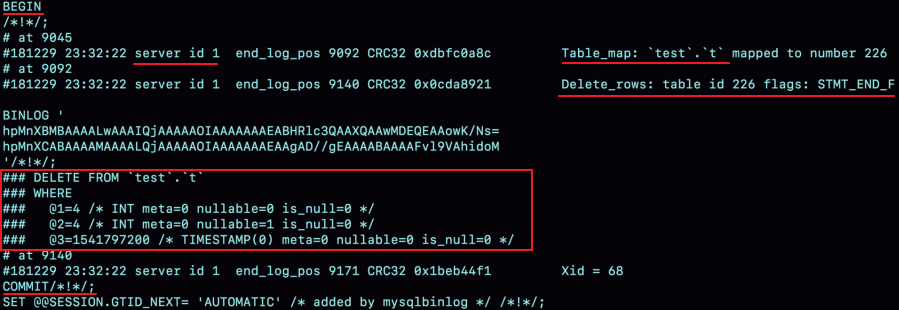 BEGIN
/*!*/;
# at 9045
#181229 23:32:22 server id 1  end_log_pos 9092 CRC32 0xdbfc0a8c         Table_map: `test`.`t` mapped to number 226
# at 9092
#181229 23:32:22 server id 1  end_log_pos 9140 CRC32 0x0cda8921         Delete_rows: table id 226 flags: STMT_END_F
BINLOG '
hpMnXBMBAAAALwAAAIQjAAAAAOIAAAAAAAEABHRlc3QAAXQAAwMDEQEAAowK/Ns=
hpMnXCABAAAAMAAAALQjAAAAAOIAAAAAAAEAAgAD//gEAAAABAAAAFvl9VAhidoM
'/*!*/;
### DELETE FROM `test`.`t`
### WHERE
###   @1=4 /* INT meta=0 nullable=0 is_null=0 */
###   @2=4 /* INT meta=0 nullable=1 is_null=0 */
###   @3=1541797200 /* TIMESTAMP(0) meta=0 nullable=0 is_null=0 */
# at 9140
#181229 23:32:22 server id 1  end_log_pos 9171 CRC32 0x1beb44f1         Xid = 68
COMMIT/*!*/;
SET @@SESSION.GTID_NEXT= 'AUTOMATIC' /* added by mysqlbinlog */ /*!*/;